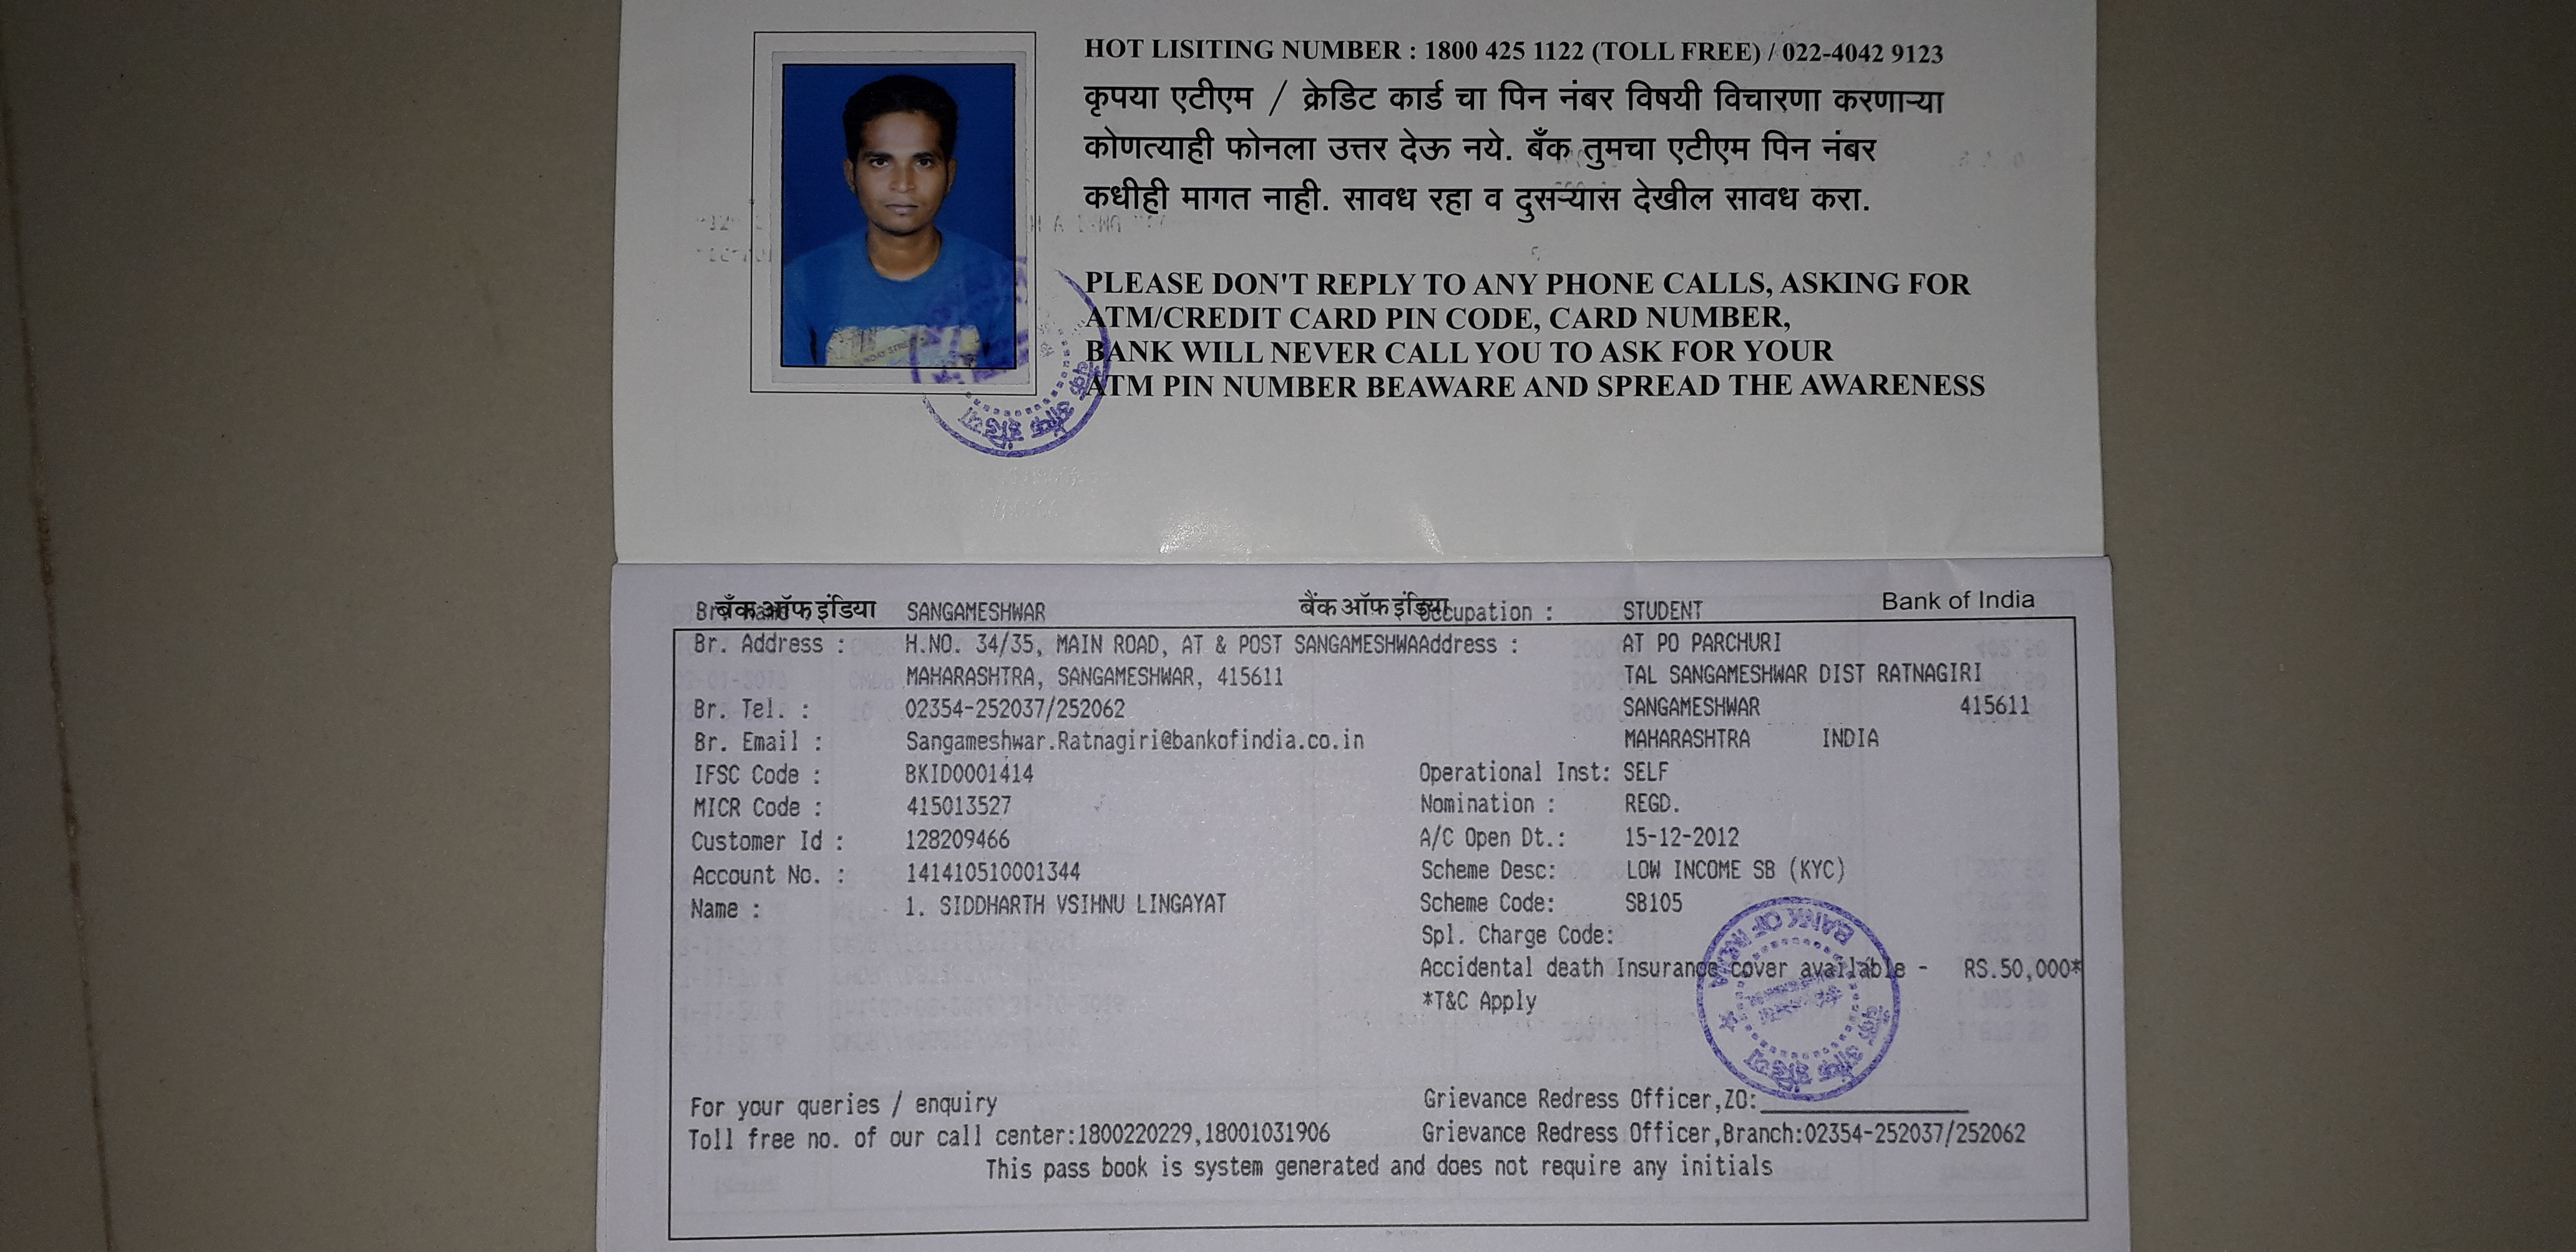 HOT LISITING NUMBER : 1800 425 1122 (TOLL FREE) / 022-4042 9123
कृपया एटीएम / क्रेडिट कार्ड चा पिन नंबर विषयी विचारणा करणाऱ्या
कोणत्याही फोनला उत्तर देऊ नये. बँक तुमचा एटीएम पिन नंबर
कधीही मागत नाही. सावध रहा व दुसऱ्यांस देखील सावध करा.
PLEASE DON'T REPLY TO ANY PHONE CALLS, ASKING FOR
ATM/CREDIT CARD PIN CODE, CARD NUMBER,
BANK WILL NEVER CALL YOU TO ASK FOR YOUR
ATM PIN NUMBER BEAWARE AND SPREAD THE AWARENESS
बैंक ऑफ इंडिया बैंक ऑफ इंडिया Bank of India
SANGAMESHWAR Occupation : STUDENT
Br. Address : H.NO. 34/35, MAIN ROAD, AT & POST SANGAMESHWAAddress : AT PO PARCHURI
MAHARASHTRA, SANGAMESHWAR, 415611 TAL SANGAMESHWAR DIST RATNAGIRI
Br. Tel. : 02354-252037/252062 SANGAMESHWAR 415611
Br. Email : Sangameshwar.Ratnagiri@bankofindia.co.in MAHARASHTRA INDIA
IFSC Code : BKID0001414 Operational Inst: SELF
MICR Code : 415013527 Nomination : REGD.
Customer Id : 128209466 A/C Open Dt.: 15-12-2012
Account No. : 141410510001344 Scheme Desc: LOW INCOME SB (KYC)
Name : 1. SIDDHARTH VSIHNU LINGAYAT Scheme Code: SB105
Spl. Charge Code:
Accidental death Insurance cover available - RS.50,000*
*T&C Apply
For your queries / enquiry Grievance Redress Officer,ZO:
Toll free no. of our call center:1800220229,18001031906 Grievance Redress Officer,Branch:02354-252037/252062
This pass book is system generated and does not require any initials
BANK OF INDIA